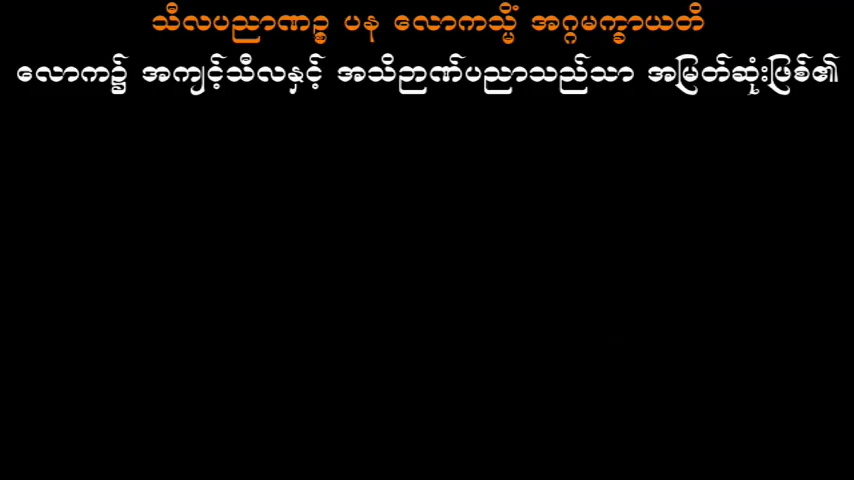 သီလပညာဏဉ္စ ပန လောကသ္မိံ အဂ္ဂမက္ခာယတိ
လောက၌ အကျင့်သီလနှင့် အသိဉာဏ်ပညာသည်သာ အမြတ်ဆုံးဖြစ်၏